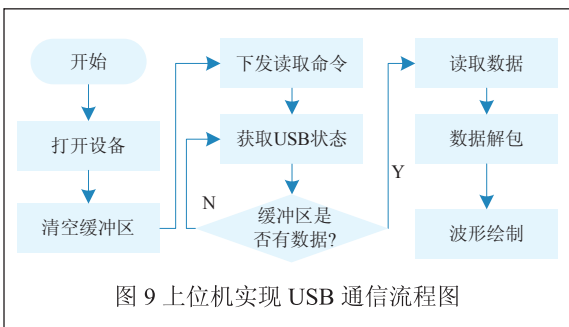 开始
打开设备
清空缓冲区
下发读取命令
获取USB状态
缓冲区是
否有数据?
N
Y
读取数据
数据解包
波形绘制
图 9 上位机实现 USB 通信流程图